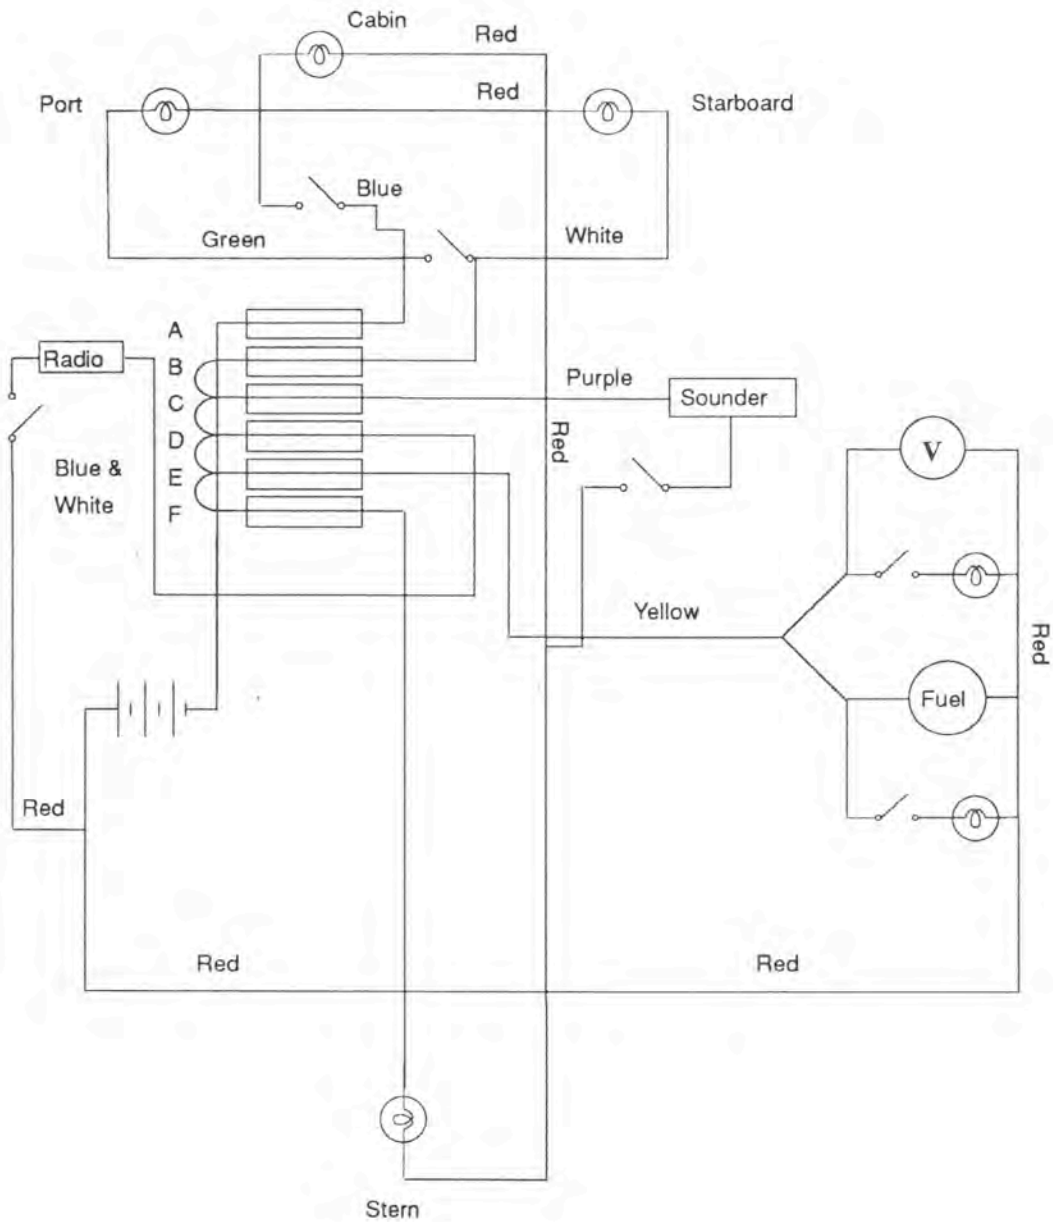 Cabin
Red
Port
Red
Starboard
Blue
Green
White
A
Radio
B
Purple
C
Sounder
D
Red
V
Blue &
White
E
F
Yellow
Red
Fuel
Red
Red
Red
Stern